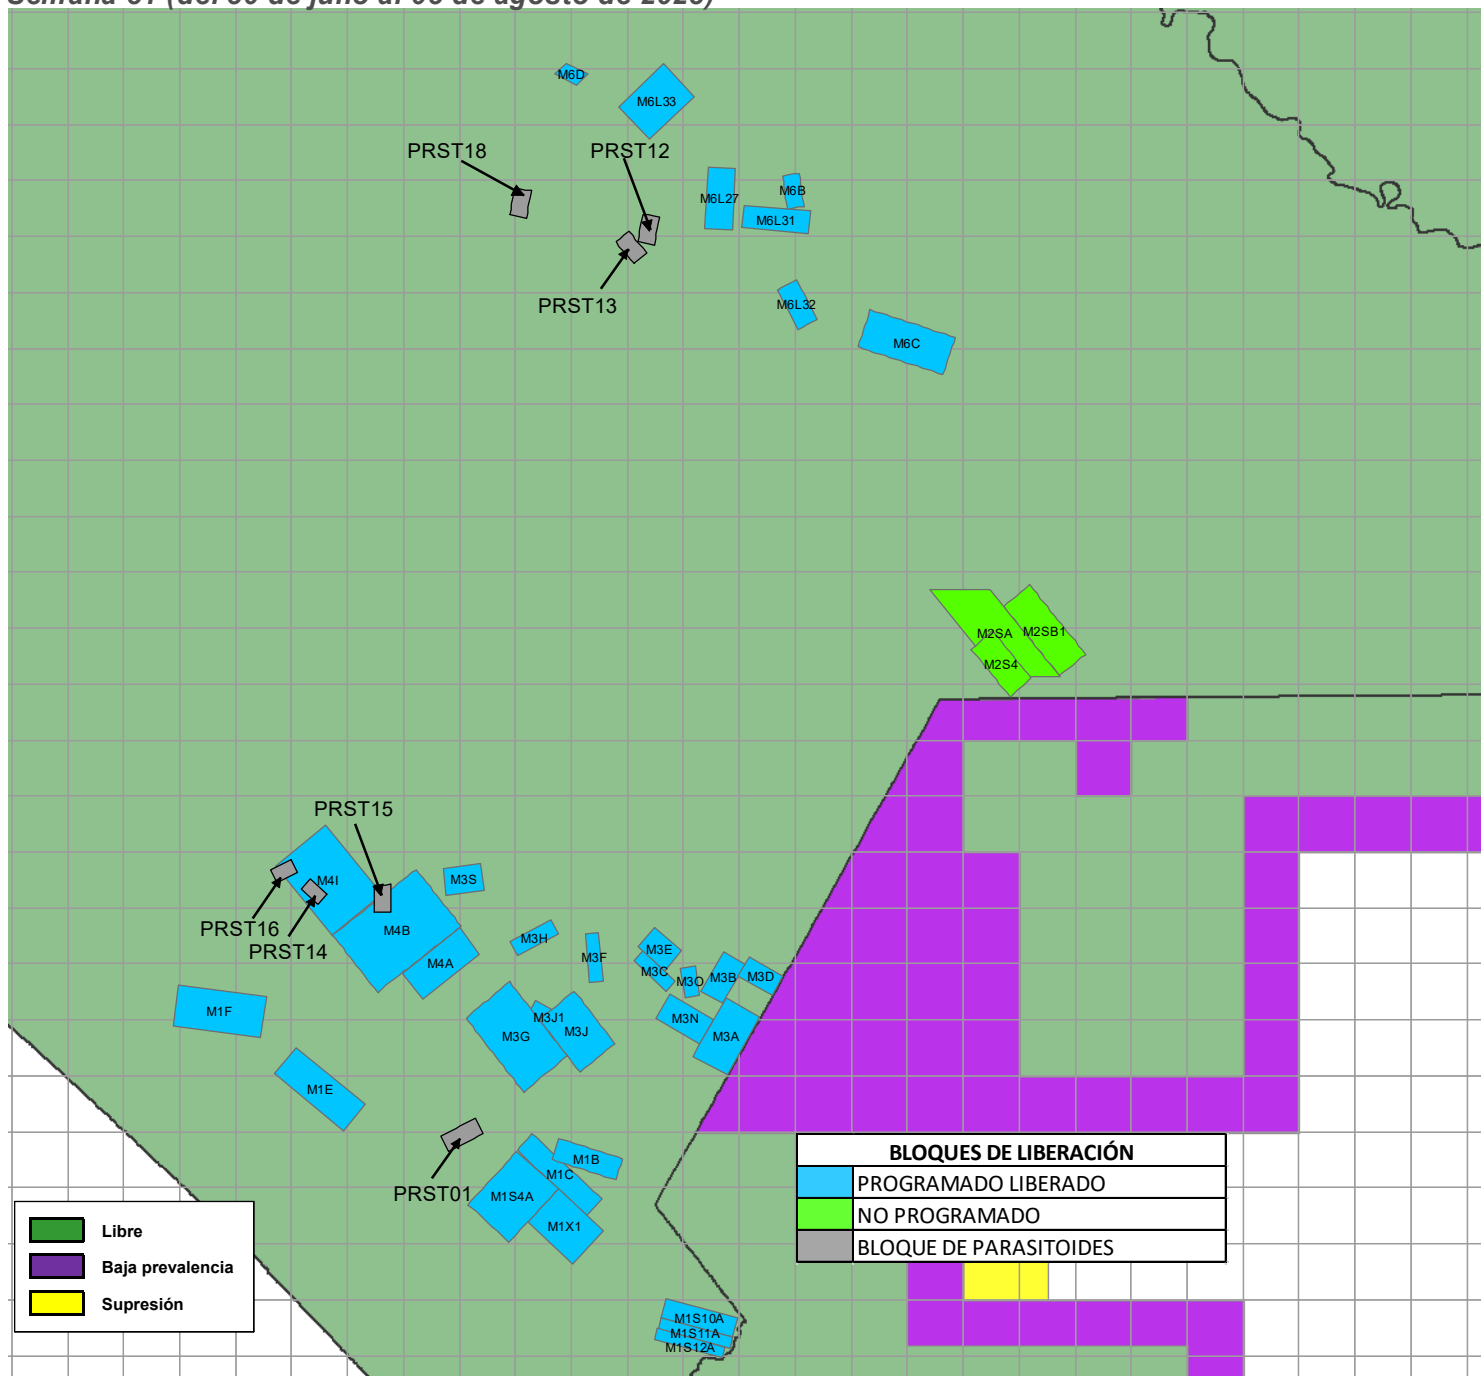 M6D
M6L33
PRST18
PRST12
M6L27
M6B
M6L31
PRST13
M6L32
M6C
M2SA
M2SB1
M2S4
PRST15
M4I
M3S
PRST16
M4B
PRST14
M3H
M3E
M3F
M4A
M3C
M3O
M3B
M3D
M1F
M3J1
M3N
M3G
M3J
M3A
M1E
M1B
M1C
PRST01
M1S4A
M1X1
M1S10A
M1S11A
M1S12A
BLOQUES DE LIBERACIÓN
PROGRAMADO LIBERADO
NO PROGRAMADO
BLOQUE DE PARASITOIDES
Libre
Baja prevalencia
Supresión